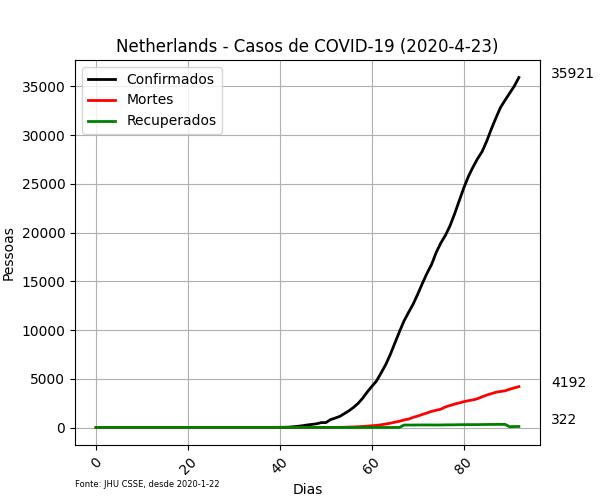 Netherlands - Casos de COVID-19 (2020-4-23)
Confirmados
Mortes
Recuperados
35921
4192
322
Pessoas
35000
30000
25000
20000
15000
10000
5000
0
0
20
40
60
80
Dias
Fonte: JHU CSSE, desde 2020-1-22